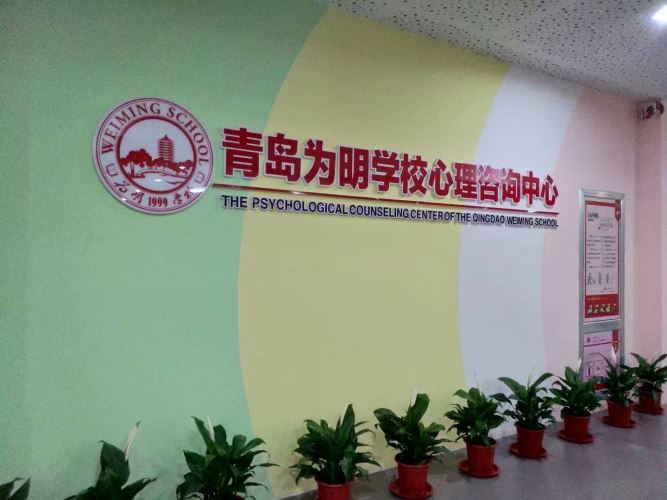 WEIMING SCHOOL
1999
青岛为明学校心理咨询中心
THE PSYCHOLOGICAL COUNSELING CENTER OF THE QINGDAO WEIMING SCHOOL